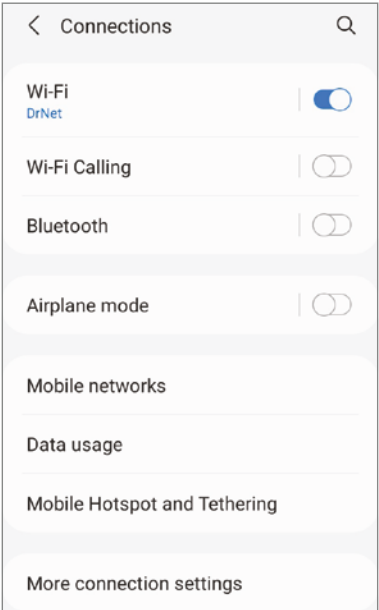 Connections
Wi-Fi
DrNet
Wi-Fi Calling
Bluetooth
Airplane mode
Mobile networks
Data usage
Mobile Hotspot and Tethering
More connection settings